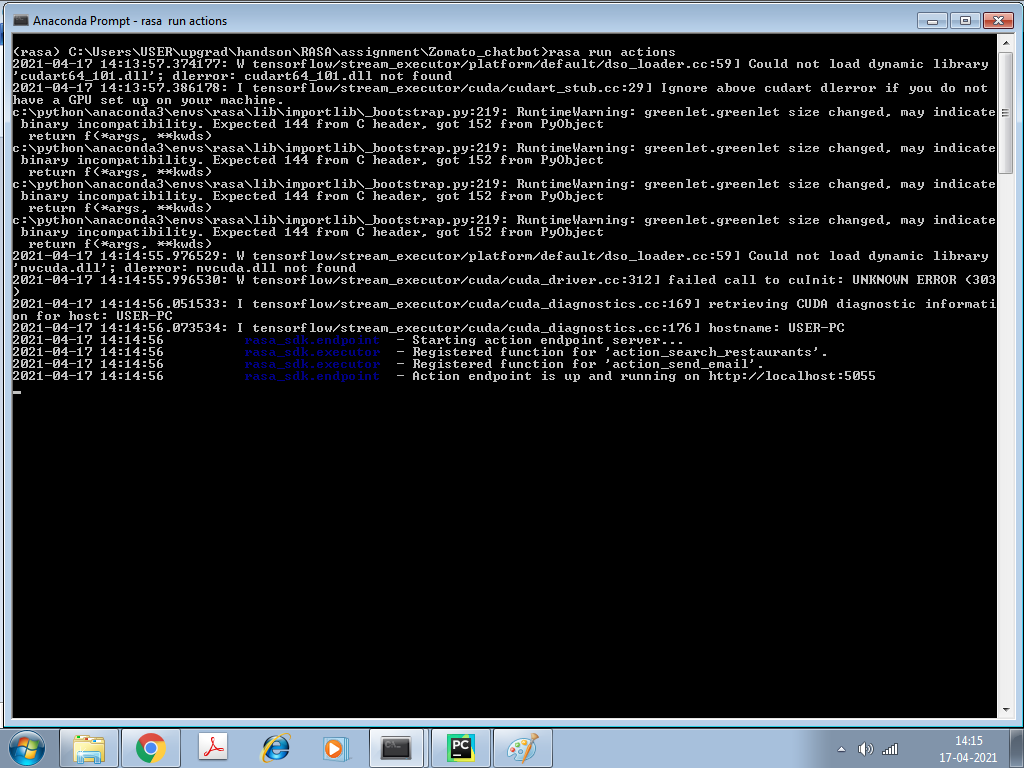 Anaconda Prompt - rasa  run actions
(rasa) C:\Users\USER\upgrad\handson\RASA\assignment\Zomato_chatbot>rasa run actions
2021-04-17 14:13:57.374177: W tensorflow/stream_executor/platform/default/dso_loader.cc:59] Could not load dynamic library
'cudart64_101.dll'; dlerror: cudart64_101.dll not found
2021-04-17 14:13:57.386178: I tensorflow/stream_executor/cuda/cudart_stub.cc:29] Ignore above cudart dlerror if you do not
have a GPU set up on your machine.
c:\python\anaconda3\envs\rasa\lib\importlib\_bootstrap.py:219: RuntimeWarning: greenlet.greenlet size changed, may indicate
binary incompatibility. Expected 144 from C header, got 152 from PyObject
return f(*args, **kwds)
c:\python\anaconda3\envs\rasa\lib\importlib\_bootstrap.py:219: RuntimeWarning: greenlet.greenlet size changed, may indicate
binary incompatibility. Expected 144 from C header, got 152 from PyObject
return f(*args, **kwds)
c:\python\anaconda3\envs\rasa\lib\importlib\_bootstrap.py:219: RuntimeWarning: greenlet.greenlet size changed, may indicate
binary incompatibility. Expected 144 from C header, got 152 from PyObject
return f(*args, **kwds)
c:\python\anaconda3\envs\rasa\lib\importlib\_bootstrap.py:219: RuntimeWarning: greenlet.greenlet size changed, may indicate
binary incompatibility. Expected 144 from C header, got 152 from PyObject
return f(*args, **kwds)
2021-04-17 14:14:55.976529: W tensorflow/stream_executor/platform/default/dso_loader.cc:59] Could not load dynamic library
'nvcuda.dll'; dlerror: nvcuda.dll not found
2021-04-17 14:14:55.996530: W tensorflow/stream_executor/cuda/cuda_driver.cc:312] failed call to cuInit: UNKNOWN ERROR (303
)
2021-04-17 14:14:56.051533: I tensorflow/stream_executor/cuda/cuda_diagnostics.cc:169] retrieving CUDA diagnostic informati
on for host: USER-PC
2021-04-17 14:14:56.073534: I tensorflow/stream_executor/cuda/cuda_diagnostics.cc:176] hostname: USER-PC
2021-04-17 14:14:56 rasa_sdk.endpoint - Starting action endpoint server...
2021-04-17 14:14:56 rasa_sdk.executor - Registered function for 'action_search_restaurants'.
2021-04-17 14:14:56 rasa_sdk.executor - Registered function for 'action_send_email'.
2021-04-17 14:14:56 rasa_sdk.endpoint - Action endpoint is up and running on http://localhost:5055
C:\_
PC
14:15
17-04-2021